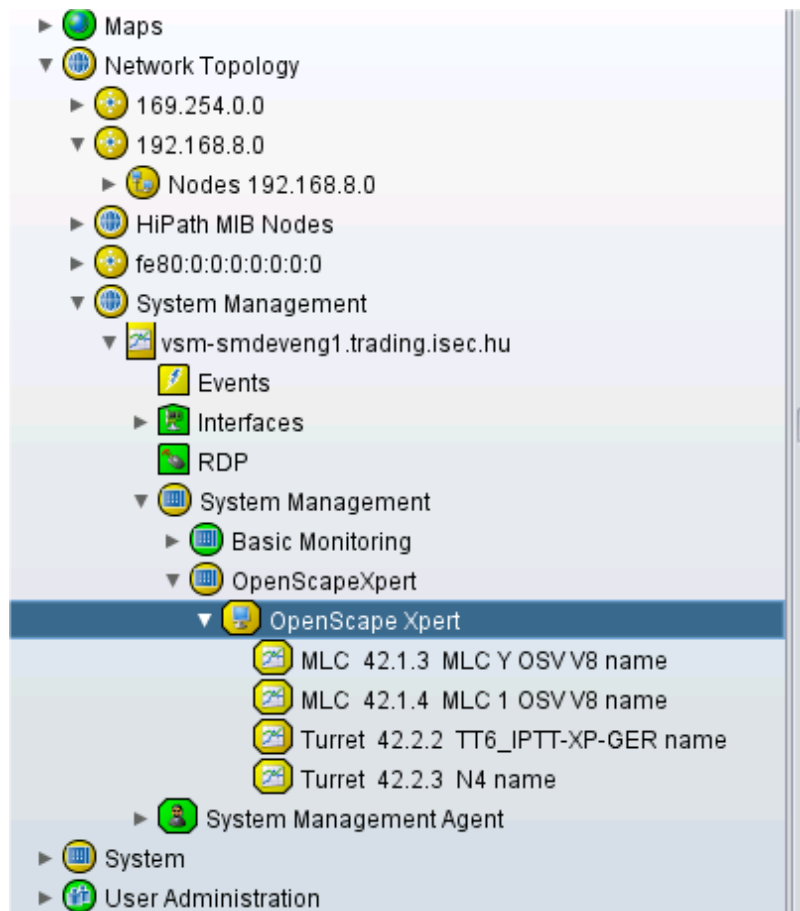 Maps
Network Topology
169.254.0.0
192.168.8.0
Nodes 192.168.8.0
HiPath MIB Nodes
fe80:0:0:0:0:0:0:0
System Management
vsm-smdeveng1.trading.isec.hu
Events
Interfaces
RDP
System Management
Basic Monitoring
OpenScapeXpert
OpenScape Xpert
MLC  42.1.3  MLC Y OSV V8 name
MLC  42.1.4  MLC 1 OSV V8 name
Turret  42.2.2  TT6_IPTT-XP-GER name
Turret  42.2.3  N4 name
System Management Agent
System
User Administration